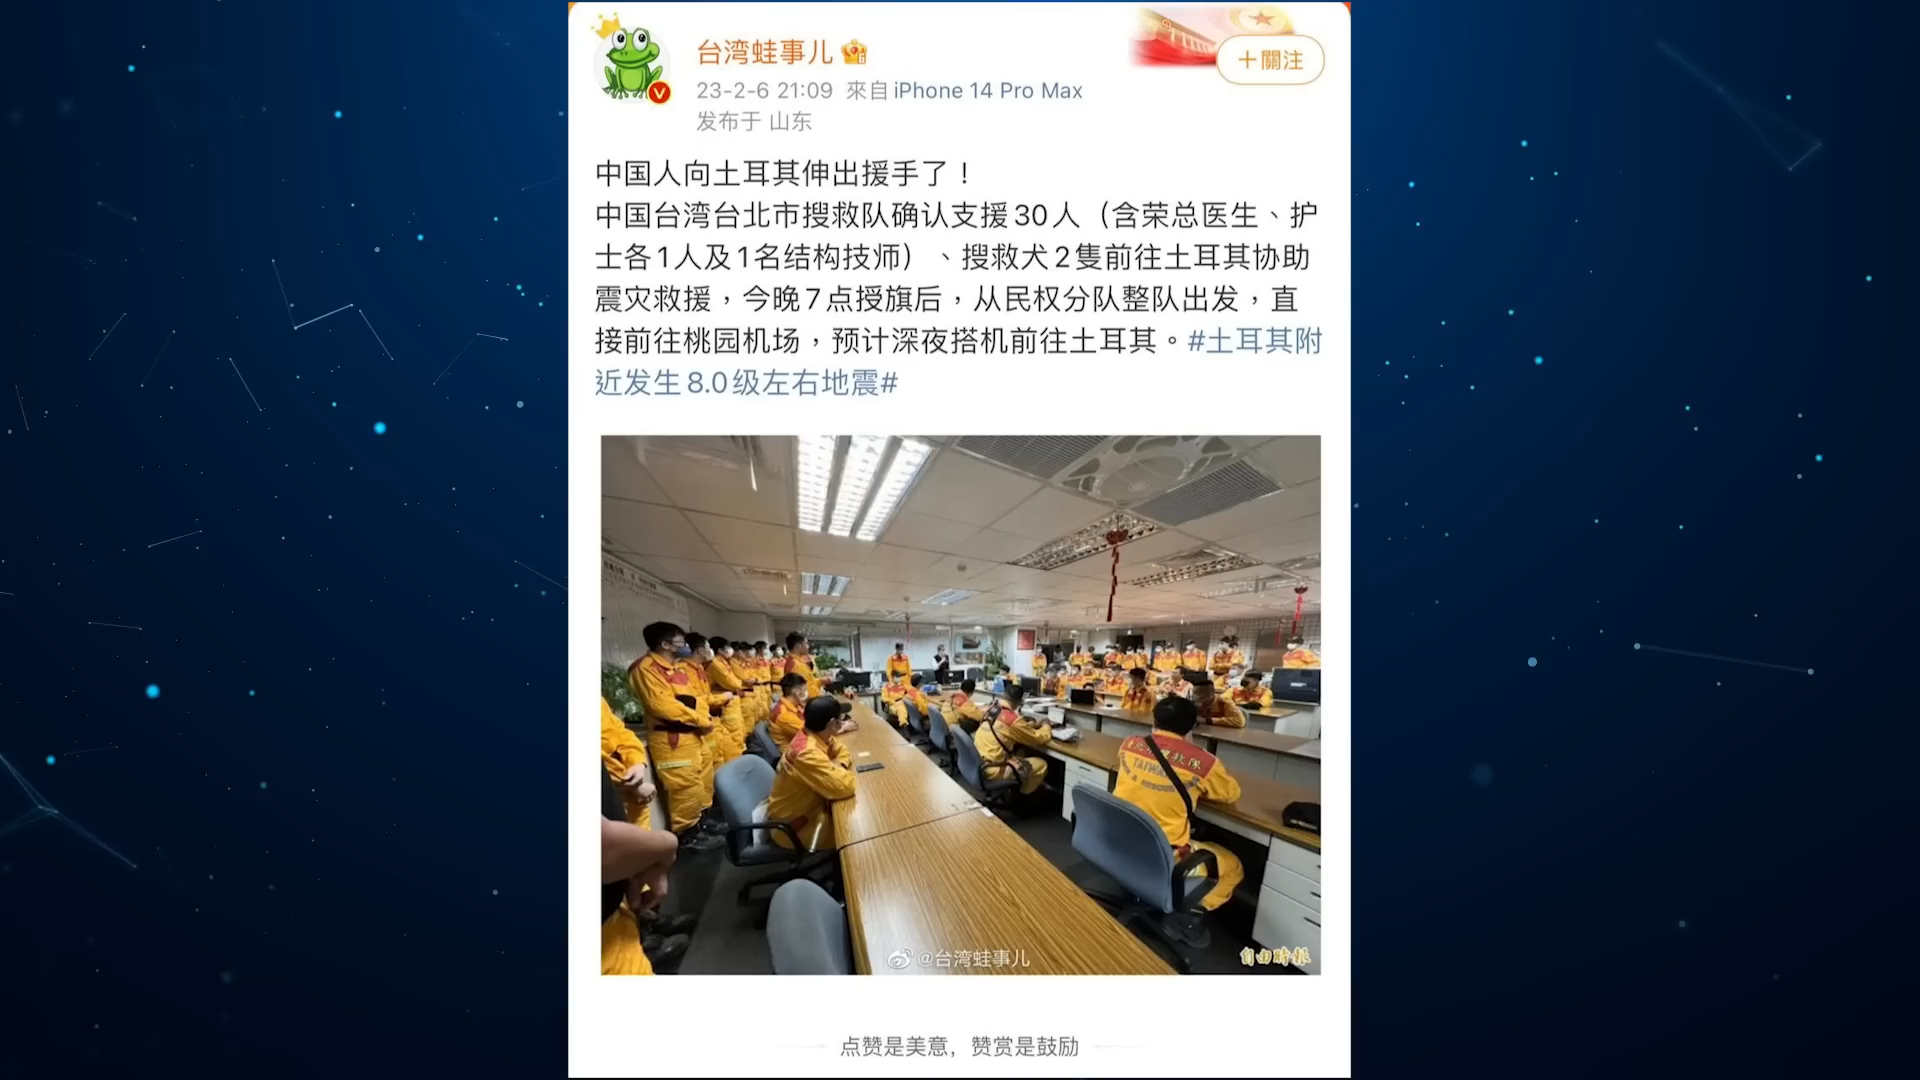 台湾蛙事儿
十關注
23-2-6 21:09 來自 iPhone 14 Pro Max
发布于 山东
中国人向土耳其伸出援手了！
中国台湾台北市搜救队确认支援30人（含荣总医生、护
士各1人及1名结构技师）、搜救犬2隻前往土耳其协助
震灾救援，今晚7点授旗后，从民权分队整队出发，直
接前往桃园机场，预计深夜搭机前往土耳其。#土耳其附
近发生8.0级左右地震#
TAIWAN
@台湾蛙事儿
自由時報
点赞是美意，赞赏是鼓励